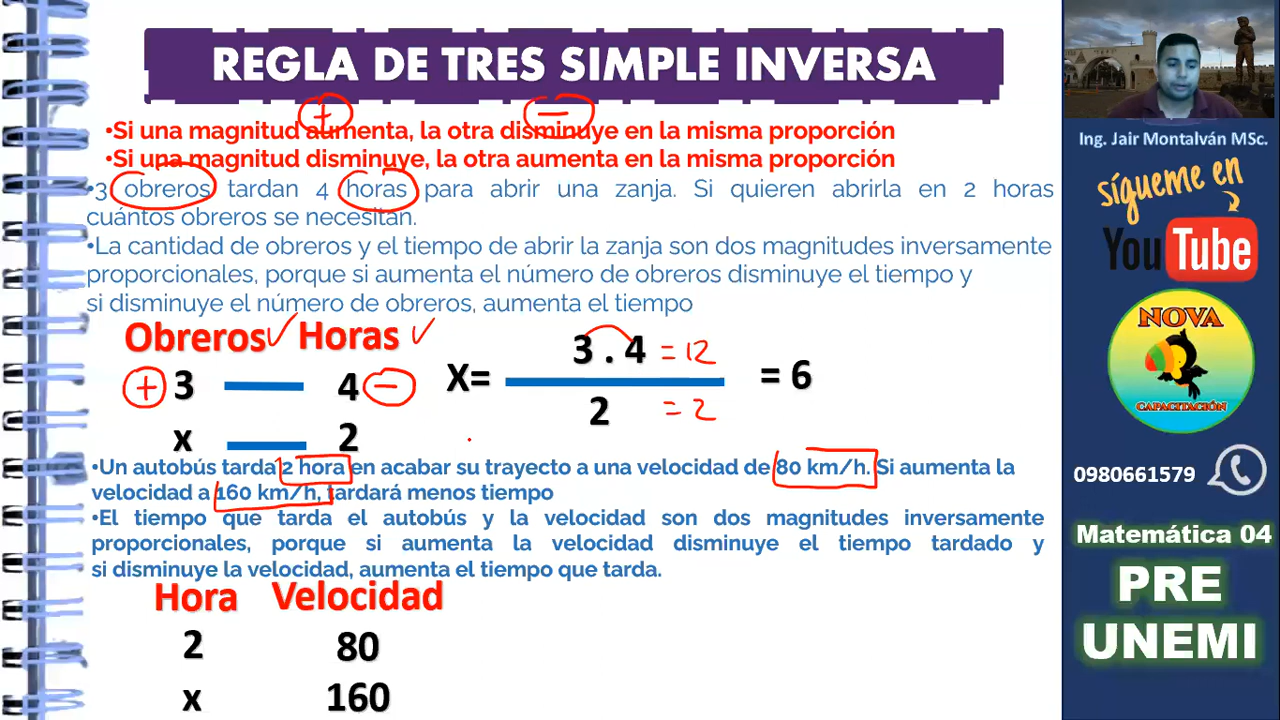 REGLA DE TRES SIMPLE INVERSA
+ −
•Si una magnitud aumenta, la otra disminuye en la misma proporción
•Si una magnitud disminuye, la otra aumenta en la misma proporción
•3 obreros tardan 4 horas para abrir una zanja. Si quieren abrirla en 2 horas
cuántos obreros se necesitan.
•La cantidad de obreros y el tiempo de abrir la zanja son dos magnitudes inversamente
proporcionales, porque si aumenta el número de obreros disminuye el tiempo y
si disminuye el número de obreros, aumenta el tiempo
Obreros✓ Horas ✓
+ 3 4 −
x 2
X= 3 . 4 = 12
2 = 2
= 6
•Un autobús tarda 2 hora en acabar su trayecto a una velocidad de 80 km/h. Si aumenta la
velocidad a 160 km/h, tardará menos tiempo
•El tiempo que tarda el autobús y la velocidad son dos magnitudes inversamente
proporcionales, porque si aumenta la velocidad disminuye el tiempo tardado y
si disminuye la velocidad, aumenta el tiempo que tarda.
Hora Velocidad
2 80
x 160
Ing. Jair Montalván MSc.
sígueme en
YouTube
NOVA
CAPACITACIÓN
0980661579
Matemática 04
PRE
UNEMI